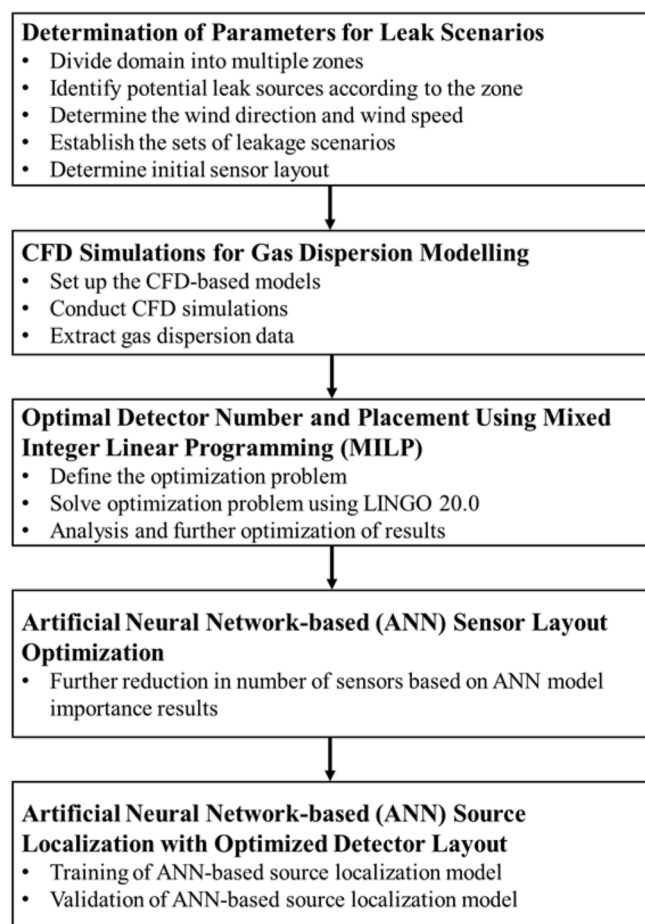 Determination of Parameters for Leak Scenarios
• Divide domain into multiple zones
• Identify potential leak sources according to the zone
• Determine the wind direction and wind speed
• Establish the sets of leakage scenarios
• Determine initial sensor layout
CFD Simulations for Gas Dispersion Modelling
• Set up the CFD-based models
• Conduct CFD simulations
• Extract gas dispersion data
Optimal Detector Number and Placement Using Mixed
Integer Linear Programming (MILP)
• Define the optimization problem
• Solve optimization problem using LINGO 20.0
• Analysis and further optimization of results
Artificial Neural Network-based (ANN) Sensor Layout
Optimization
• Further reduction in number of sensors based on ANN model
importance results
Artificial Neural Network-based (ANN) Source
Localization with Optimized Detector Layout
• Training of ANN-based source localization model
• Validation of ANN-based source localization model